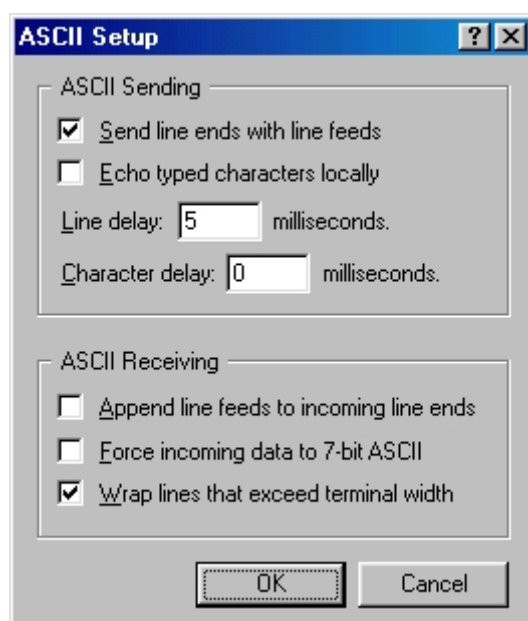 ASCII Setup
ASCII Sending
Send line ends with line feeds
Echo typed characters locally
Line delay: 5 milliseconds.
Character delay: 0 milliseconds.
ASCII Receiving
Append line feeds to incoming line ends
Force incoming data to 7-bit ASCII
Wrap lines that exceed terminal width
OK Cancel